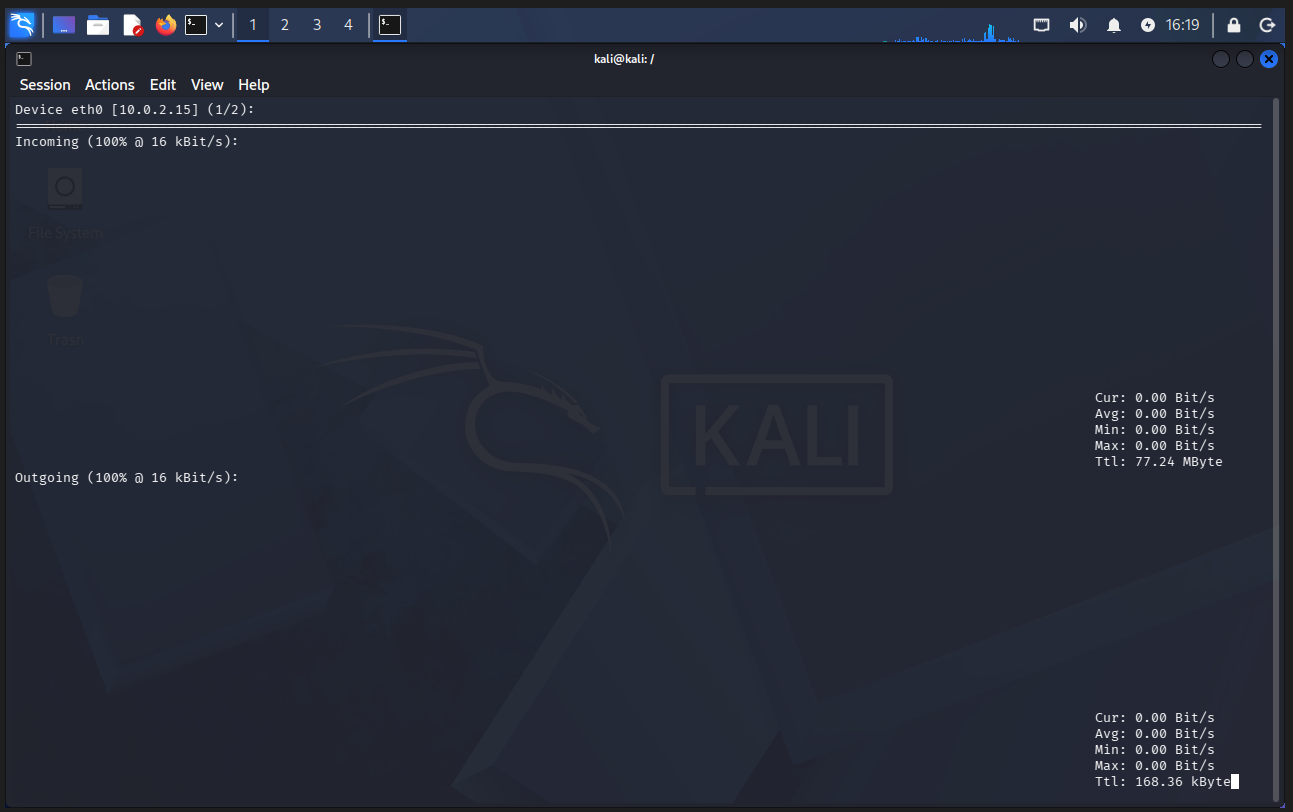 1 2 3 4 16:19
kali@kali: /
Session Actions Edit View Help
Device eth0 [10.0.2.15] (1/2):
Incoming (100% @ 16 kBit/s):
File System
Trash
KALI
Cur: 0.00 Bit/s
Avg: 0.00 Bit/s
Min: 0.00 Bit/s
Max: 0.00 Bit/s
Ttl: 77.24 MByte
Outgoing (100% @ 16 kBit/s):
Cur: 0.00 Bit/s
Avg: 0.00 Bit/s
Min: 0.00 Bit/s
Max: 0.00 Bit/s
Ttl: 168.36 kByte